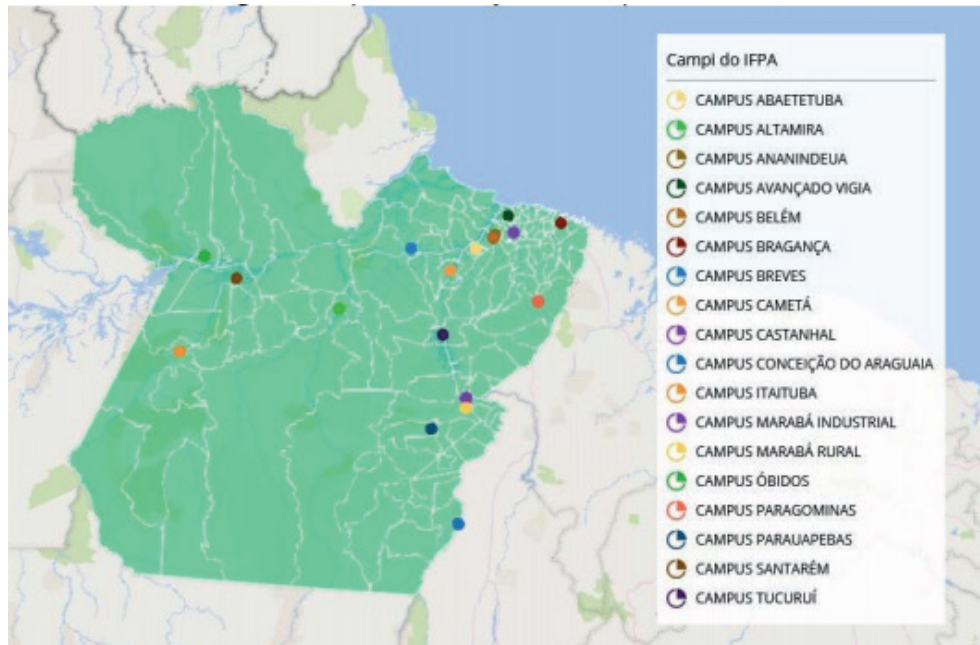 Campi do IFPA
CAMPUS ABAETETUBA
CAMPUS ALTAMIRA
CAMPUS ANANINDEUA
CAMPUS AVANÇADO VIGIA
CAMPUS BELÉM
CAMPUS BRAGANÇA
CAMPUS BREVES
CAMPUS CAMETÁ
CAMPUS CASTANHAL
CAMPUS CONCEIÇÃO DO ARAGUAIA
CAMPUS ITAITUBA
CAMPUS MARABÁ INDUSTRIAL
CAMPUS MARABÁ RURAL
CAMPUS ÓBIDOS
CAMPUS PARAGOMINAS
CAMPUS PARAUAPEBAS
CAMPUS SANTARÉM
CAMPUS TUCURUÍ